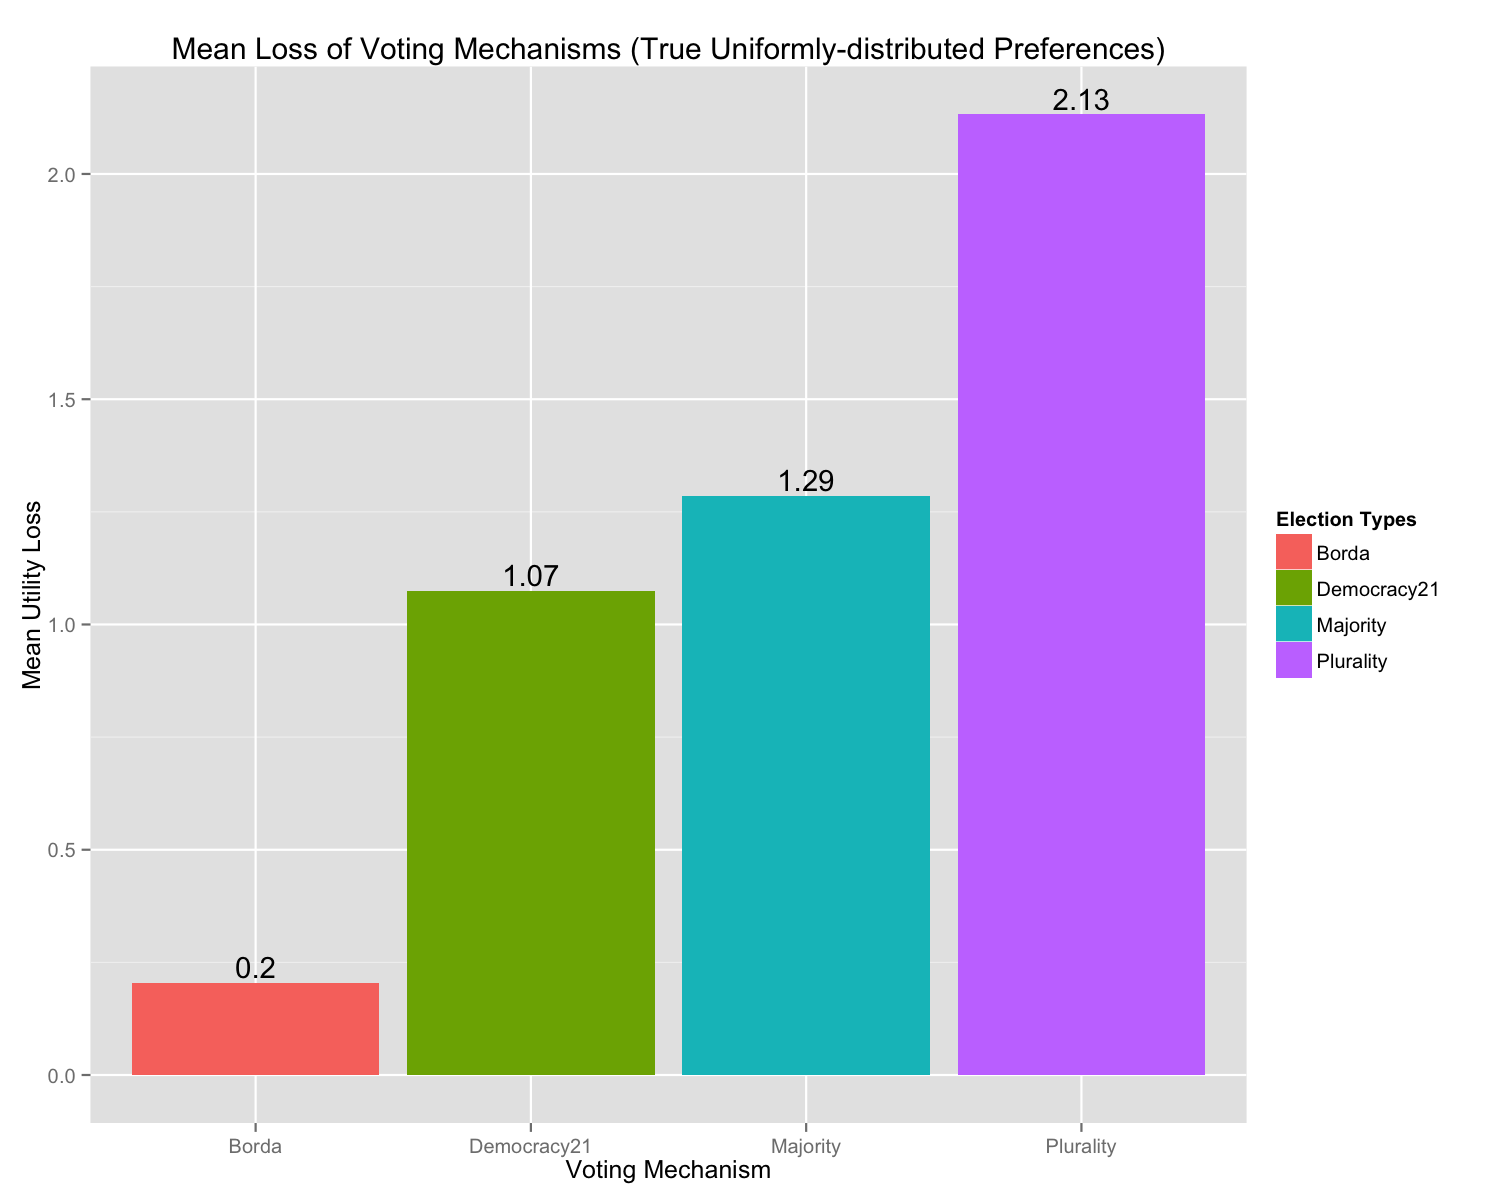 Mean Loss of Voting Mechanisms (True Uniformly-distributed Preferences)
Mean Utility Loss
2.0
1.5
1.0
0.5
0.0
0.2
1.07
1.29
2.13
Borda
Democracy21
Majority
Plurality
Voting Mechanism
Election Types
Borda
Democracy21
Majority
Plurality